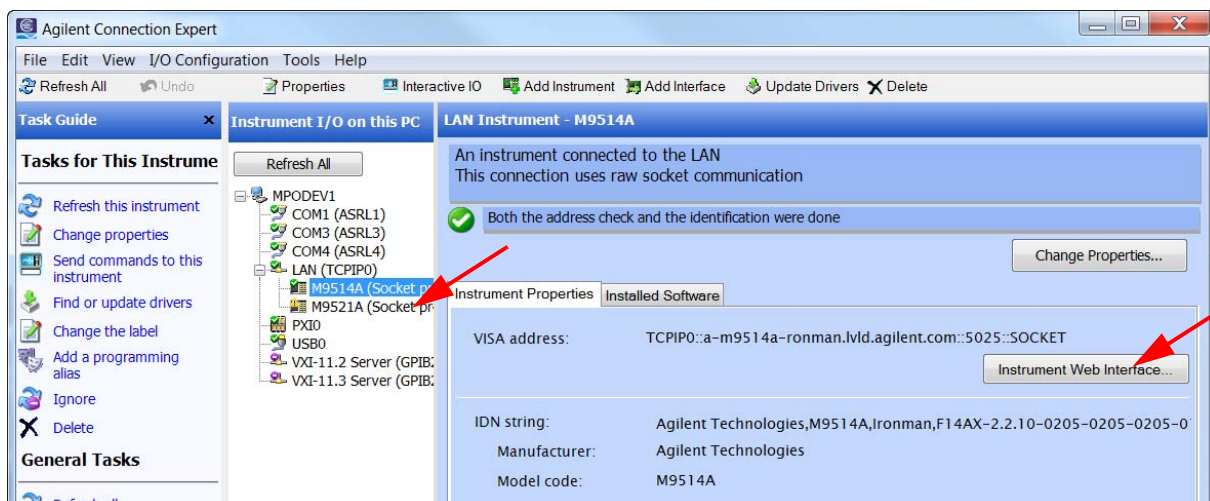 Agilent Connection Expert
File Edit View I/O Configuration Tools Help
Refresh All Undo Properties Interactive IO Add Instrument Add Interface Update Drivers Delete
Task Guide x
Tasks for This Instrume
Refresh this instrument
Change properties
Send commands to this
instrument
Find or update drivers
Change the label
Add a programming
alias
Ignore
Delete
General Tasks
Instrument I/O on this PC
Refresh All
MPODEV1
COM1 (ASRL1)
COM3 (ASRL3)
COM4 (ASRL4)
LAN (TCPIP0)
M9514A (Socket pr
M9521A (Socket pr
PXI0
USB0
VXI-11.2 Server (GPIB
VXI-11.3 Server (GPIB
LAN Instrument - M9514A
An instrument connected to the LAN
This connection uses raw socket communication
Both the address check and the identification were done
Change Properties...
Instrument Properties Installed Software
VISA address: TCPIP0::a-m9514a-ronman.lvld.agilent.com::5025::SOCKET
Instrument Web Interface...
IDN string: Agilent Technologies,M9514A,Ironman,F14AX-2.2.10-0205-0205-0205-0
Manufacturer: Agilent Technologies
Model code: M9514A